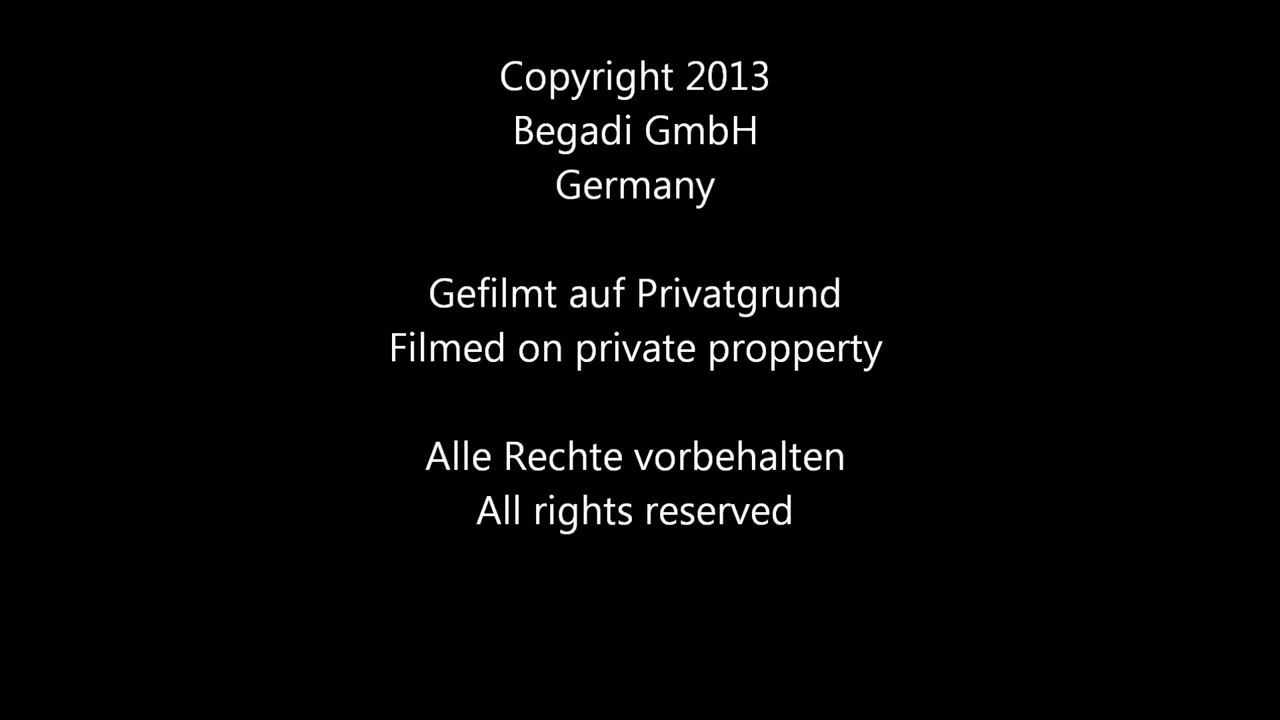 Copyright 2013
Begadi GmbH
Germany
Gefilmt auf Privatgrund
Filmed on private propperty
Alle Rechte vorbehalten
All rights reserved